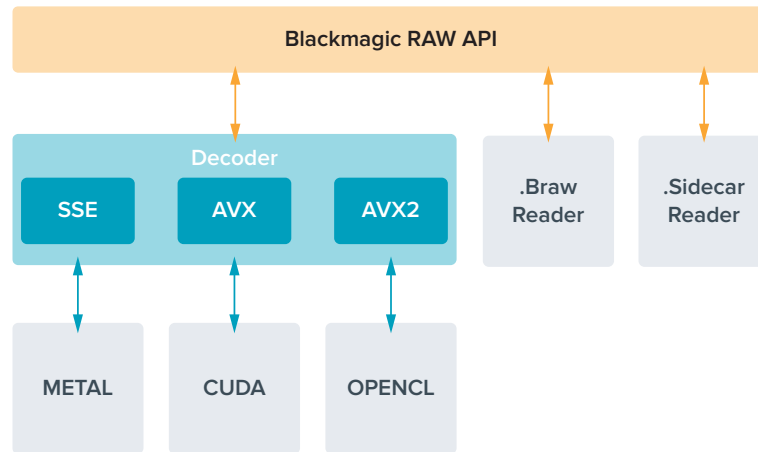 Blackmagic RAW API
Decoder
SSE
AVX
AVX2
.Braw
Reader
.Sidecar
Reader
METAL
CUDA
OPENCL